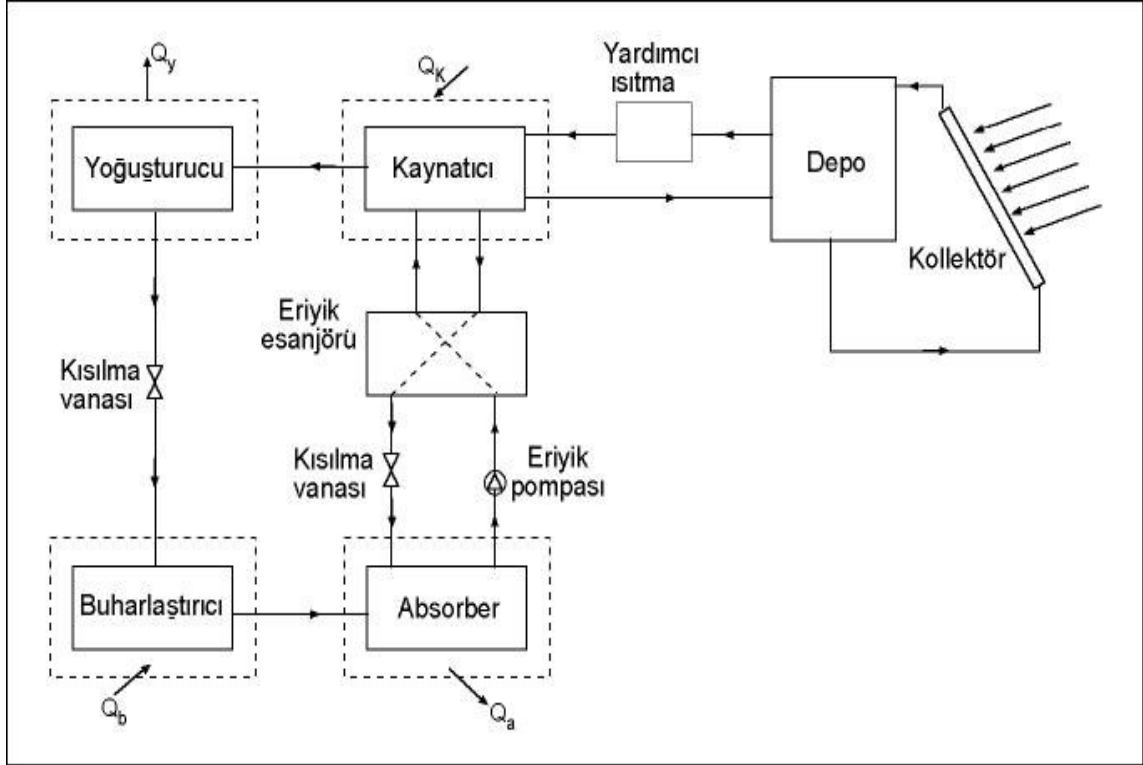 Qy
QK
Yardımcı
ısıtma
Yoğuşturucu
Kaynatıcı
Depo
Kollektör
Eriyik
esanjörü
Kısılma
vanası
Kısılma
vanası
Eriyik
pompası
Buharlaştırıcı
Absorber
Qb
Qa